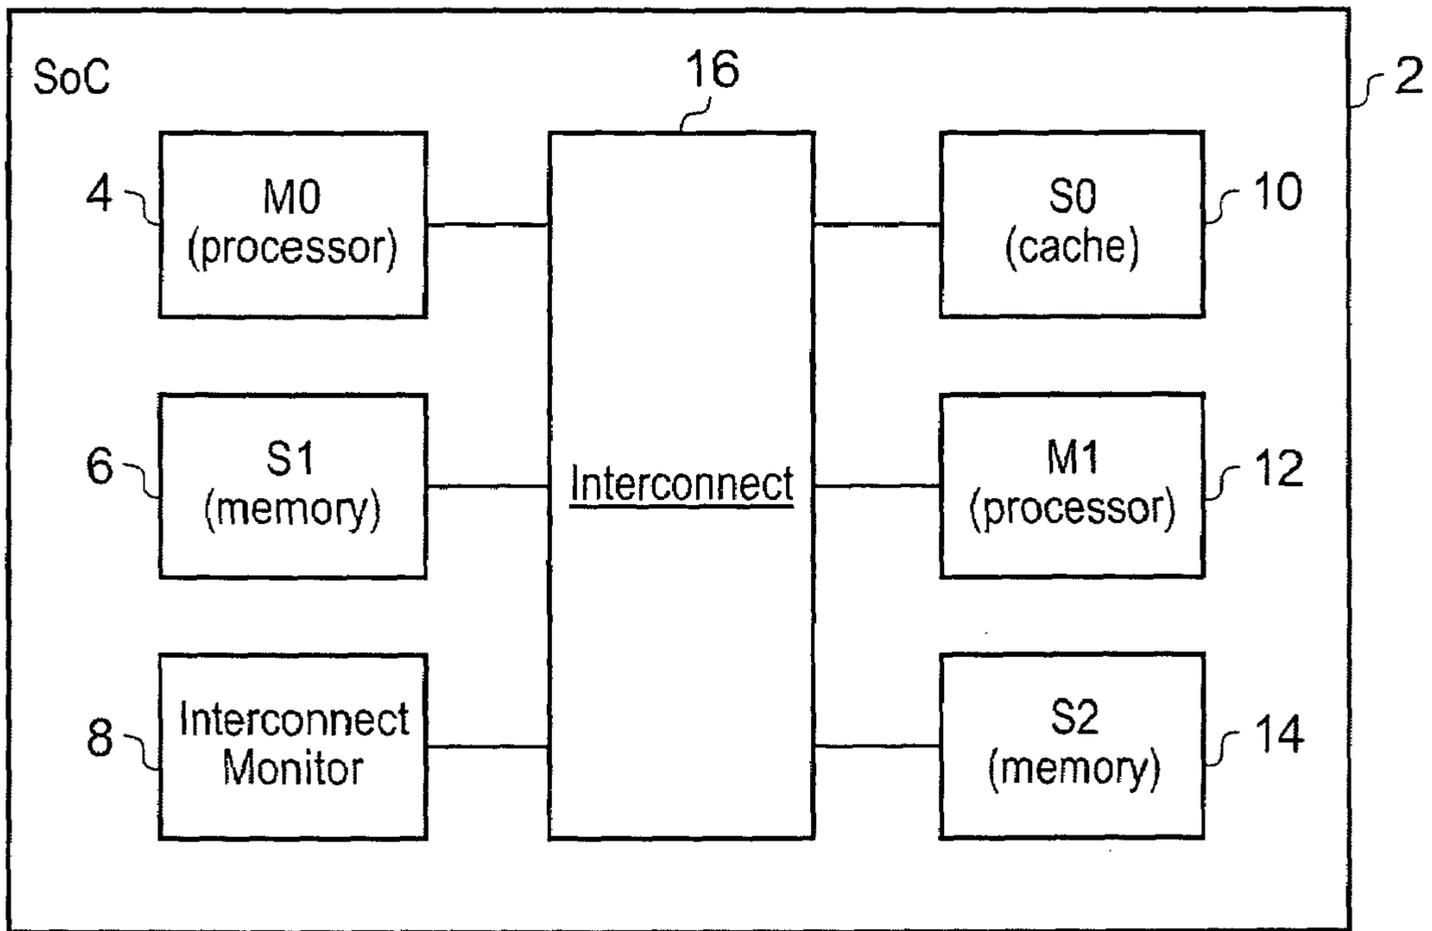 SoC
16
2
4
M0
(processor)
S0
(cache)
10
6
S1
(memory)
Interconnect
M1
(processor)
12
8
Interconnect
Monitor
S2
(memory)
14